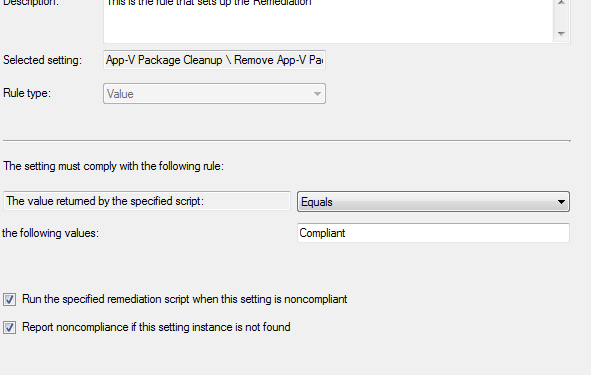 Description:
This is the rule that sets up the Remediation
Selected setting:
App-V Package Cleanup \ Remove App-V
Rule type:
Value
The setting must comply with the following rule:
The value returned by the specified script:
Equals
the following values:
Compliant
Run the specified remediation script when this setting is noncompliant
Report noncompliance if this setting instance is not found